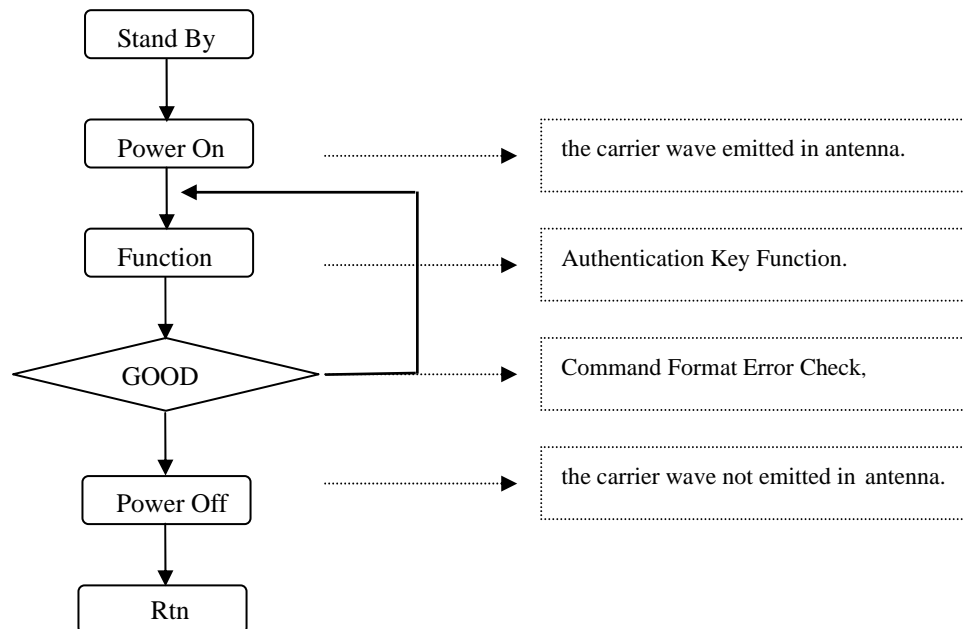 Stand By
Power On
the carrier wave emitted in antenna.
Function
Authentication Key Function.
GOOD
Command Format Error Check,
Power Off
the carrier wave not emitted in antenna.
Rtn